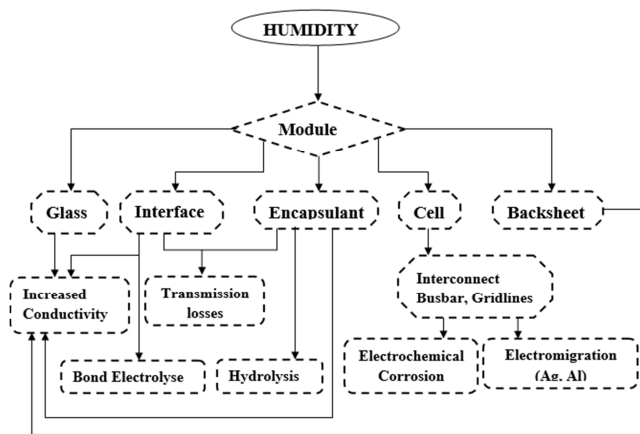 HUMIDITY
Module
Glass
Interface
Encapsulant
Cell
Backsheet
Increased
Conductivity
Transmission
losses
Interconnect
Busbar, Gridlines
Bond Electrolyse
Hydrolysis
Electrochemical
Corrosion
Electromigration
(Ag, Al)